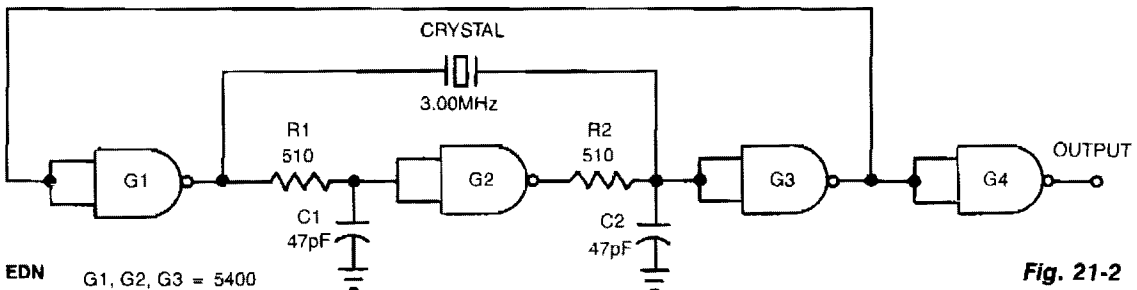 CRYSTAL
3.00MHz
R1
510
R2
510
G1
G2
G3
G4
OUTPUT
C1
47pF
C2
47pF
EDN
G1, G2, G3 = 5400
Fig. 21-2